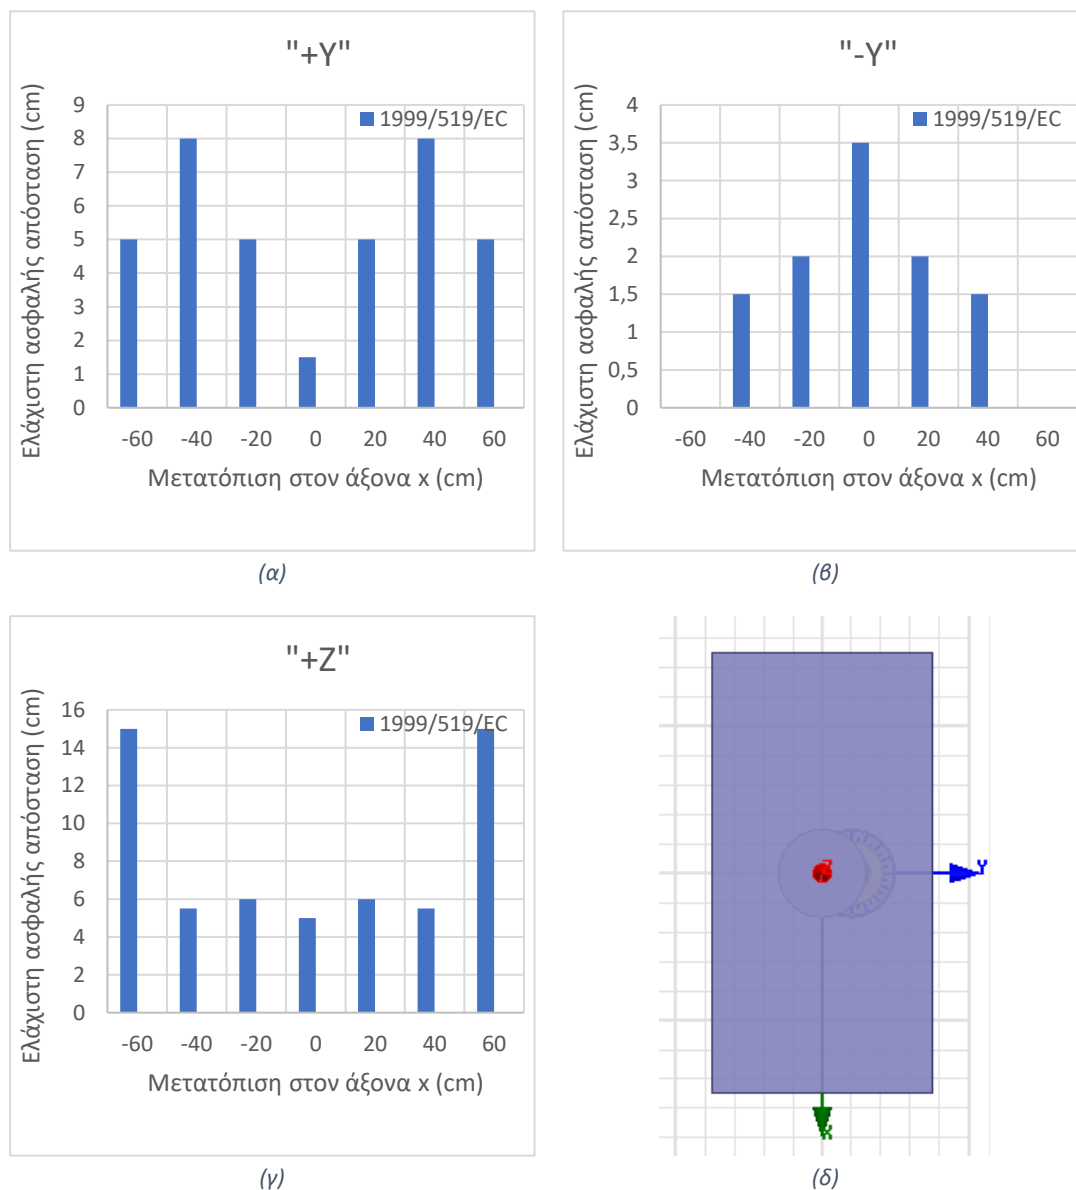 "+Y"
1999/519/EC
Ελάχιστη ασφαλής απόσταση (cm)
9
8
7
6
5
4
3
2
1
0
-60 -40 -20 0 20 40 60
Μετατόπιση στον άξονα x (cm)
(α)
"-Y"
1999/519/EC
Ελάχιστη ασφαλής απόσταση (cm)
4
3,5
3
2,5
2
1,5
1
0,5
0
-60 -40 -20 0 20 40 60
Μετατόπιση στον άξονα x (cm)
(β)
"+Z"
1999/519/EC
Ελάχιστη ασφαλής απόσταση (cm)
16
14
12
10
8
6
4
2
0
-60 -40 -20 0 20 40 60
Μετατόπιση στον άξονα x (cm)
(γ)
Z
Y
X
(δ)